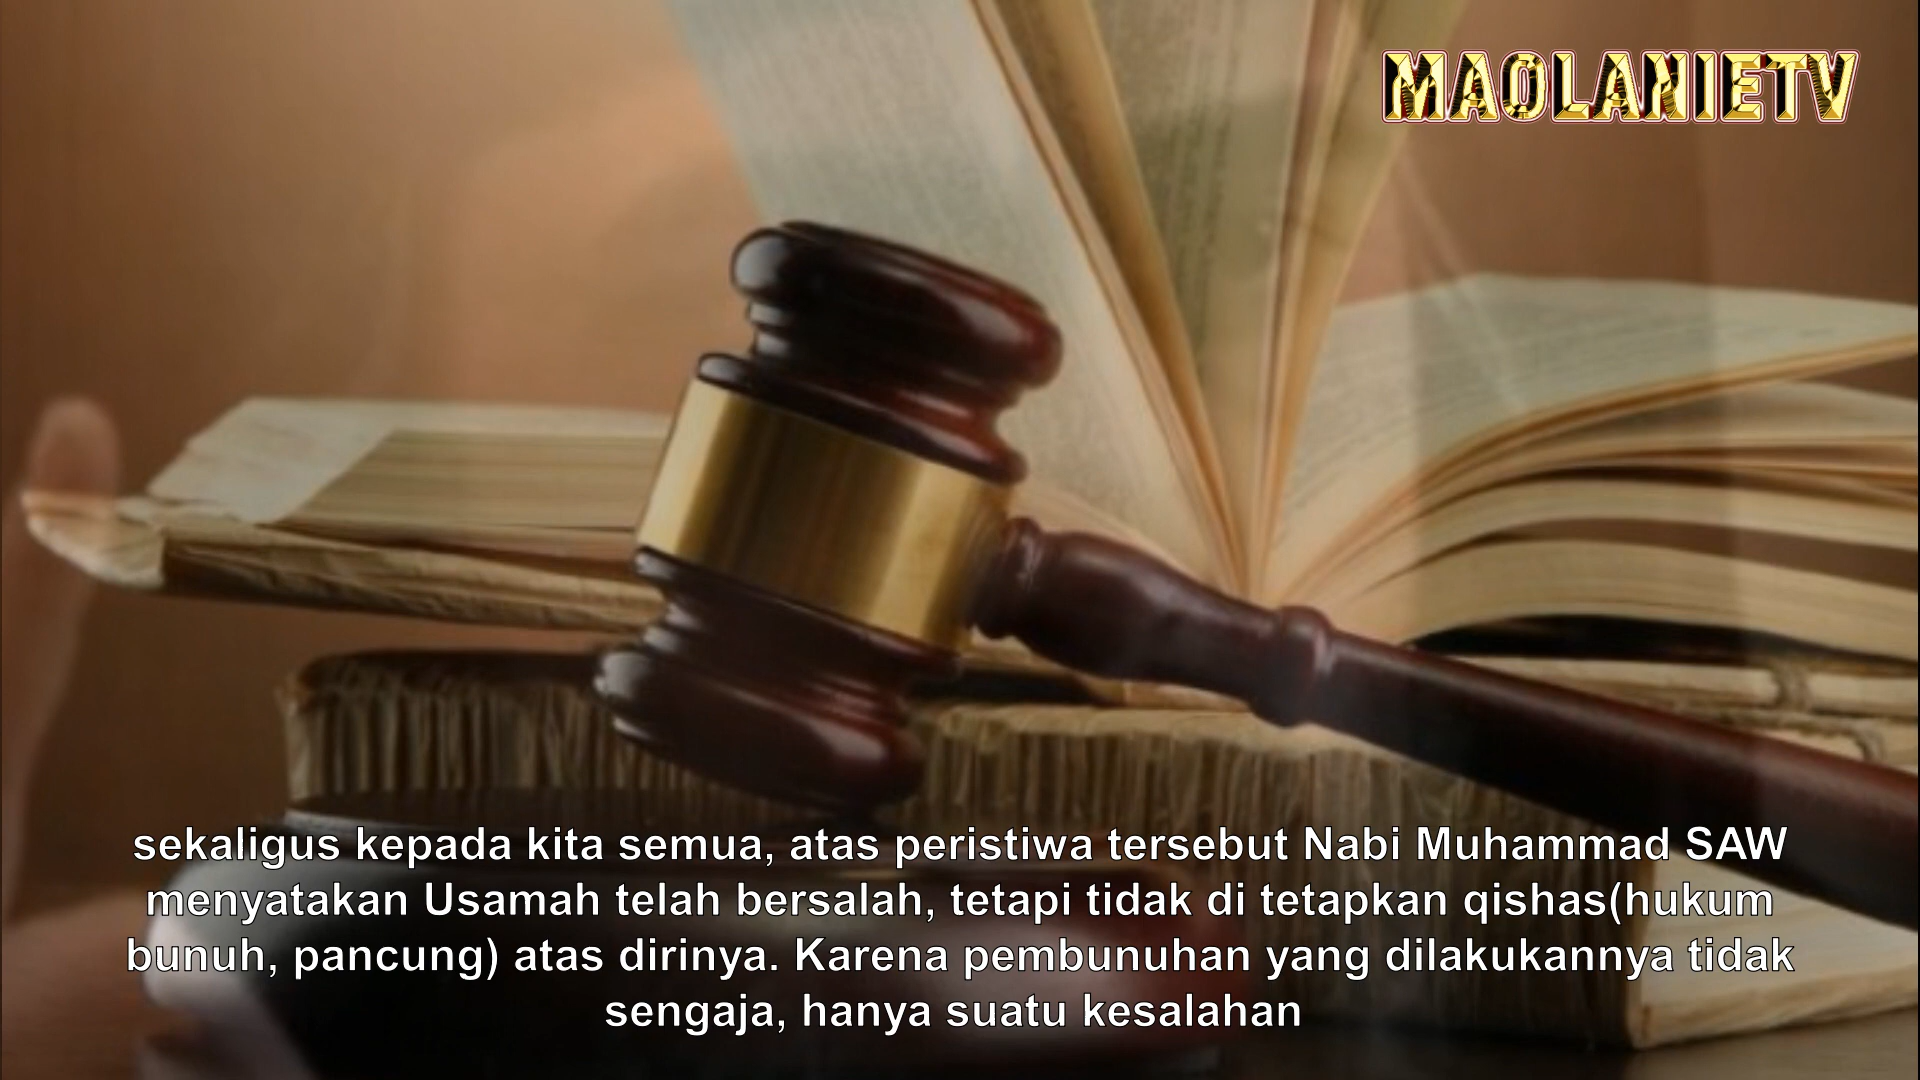 MAOLANIETV
sekaligus kepada kita semua, atas peristiwa tersebut Nabi Muhammad SAW
menyatakan Usamah telah bersalah, tetapi tidak di tetapkan qishas(hukum
bunuh, pancung) atas dirinya. Karena pembunuhan yang dilakukannya tidak
sengaja, hanya suatu kesalahan